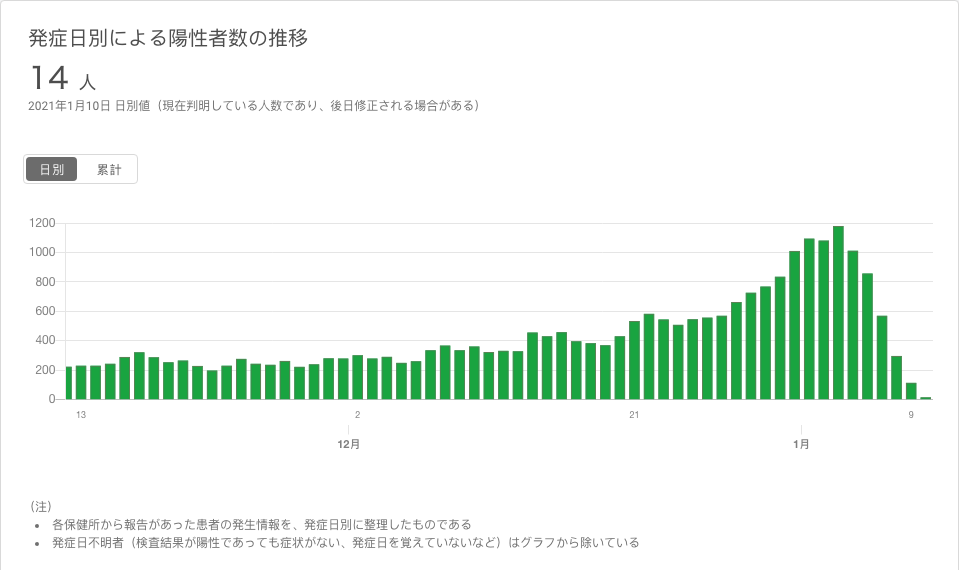 発症日別による陽性者数の推移
14 人
2021年1月10日 日別値（現在判明している人数であり、後日修正される場合がある）
日別 累計
1200
1000
800
600
400
200
0
13 2 21 9
12月 1月
（注）
• 各保健所から報告があった患者の発生情報を、発症日別に整理したものである
• 発症日不明者（検査結果が陽性であっても症状がない、発症日を覚えていないなど）はグラフから除いている